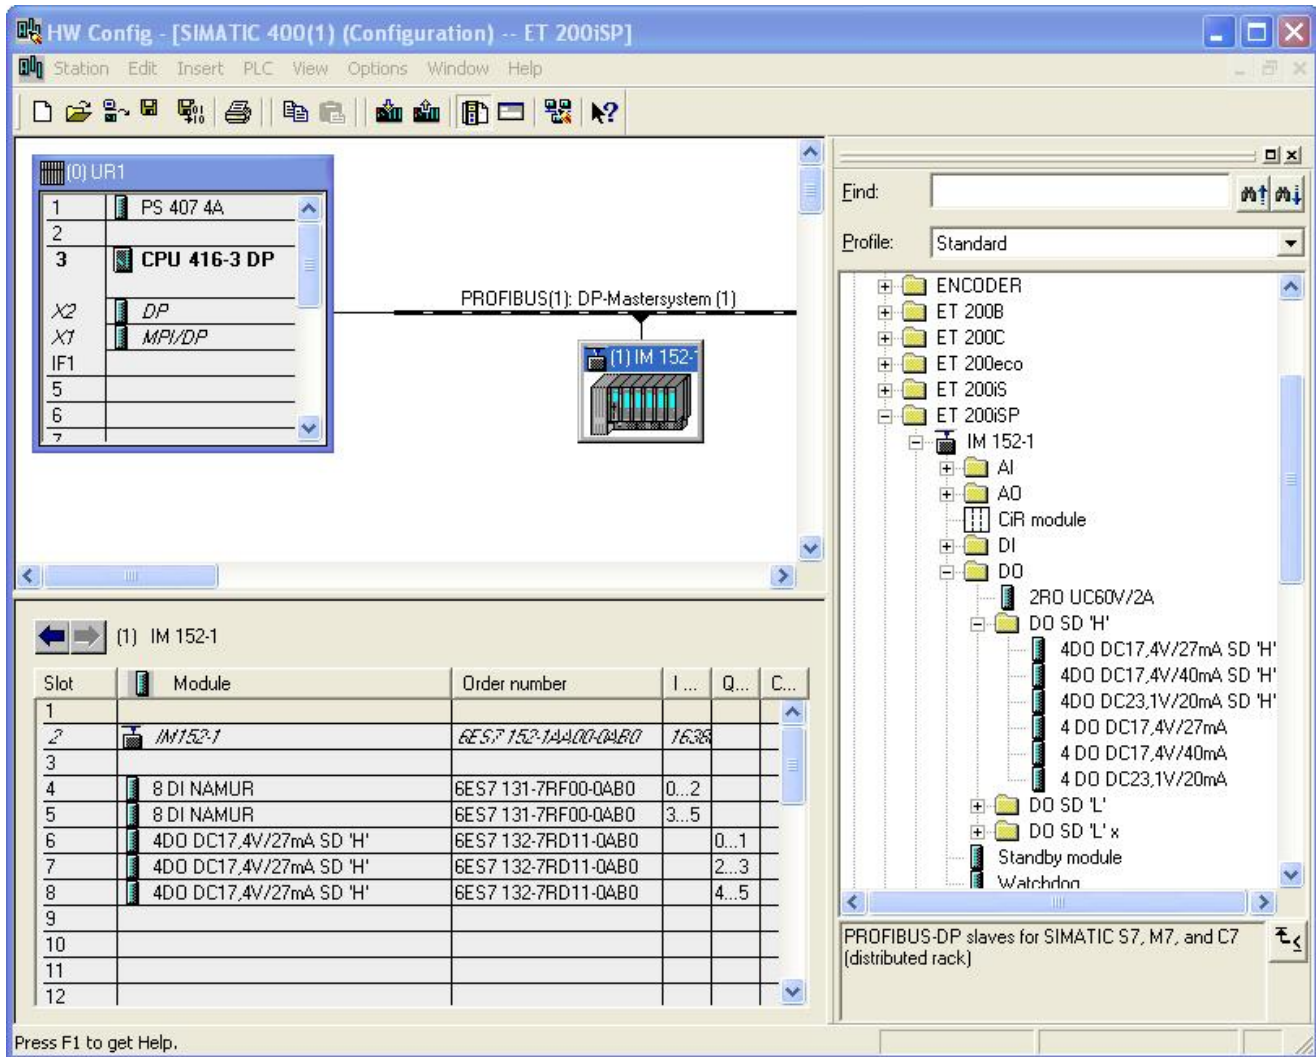 HW Config - [SIMATIC 400(1) (Configuration) -- ET 200iSP]
Station Edit Insert PLC View Options Window Help
(0) UR1
1 PS 407 4A
2
3 CPU 416-3 DP
X2 DP
X1 MPI/DP
IF1
5
6
7
PROFIBUS(1): DP-Mastersystem (1)
(1) IM 152-1
Find:
Profile: Standard
ENCODER
ET 200B
ET 200C
ET 200eco
ET 200iS
ET 200iSP
IM 152-1
AI
AO
CiR module
DI
DO
2RO UC60V/2A
DO SD 'H'
4DO DC17,4V/27mA SD 'H'
4DO DC17,4V/40mA SD 'H'
4DO DC23,1V/20mA SD 'H'
4 DO DC17,4V/27mA
4 DO DC17,4V/40mA
4 DO DC23,1V/20mA
DO SD 'L'
DO SD 'L' x
Standby module
Watchdog
PROFIBUS-DP slaves for SIMATIC S7, M7, and C7
(distributed rack)
(1) IM 152-1
Slot Module Order number I ... Q... C...
1
2 IM152-1 6ES7 152-1AA00-0AB0 1638
3
4 8 DI NAMUR 6ES7 131-7RF00-0AB0 0...2
5 8 DI NAMUR 6ES7 131-7RF00-0AB0 3...5
6 4DO DC17,4V/27mA SD 'H' 6ES7 132-7RD11-0AB0 0...1
7 4DO DC17,4V/27mA SD 'H' 6ES7 132-7RD11-0AB0 2...3
8 4DO DC17,4V/27mA SD 'H' 6ES7 132-7RD11-0AB0 4...5
9
10
11
12
Press F1 to get Help.